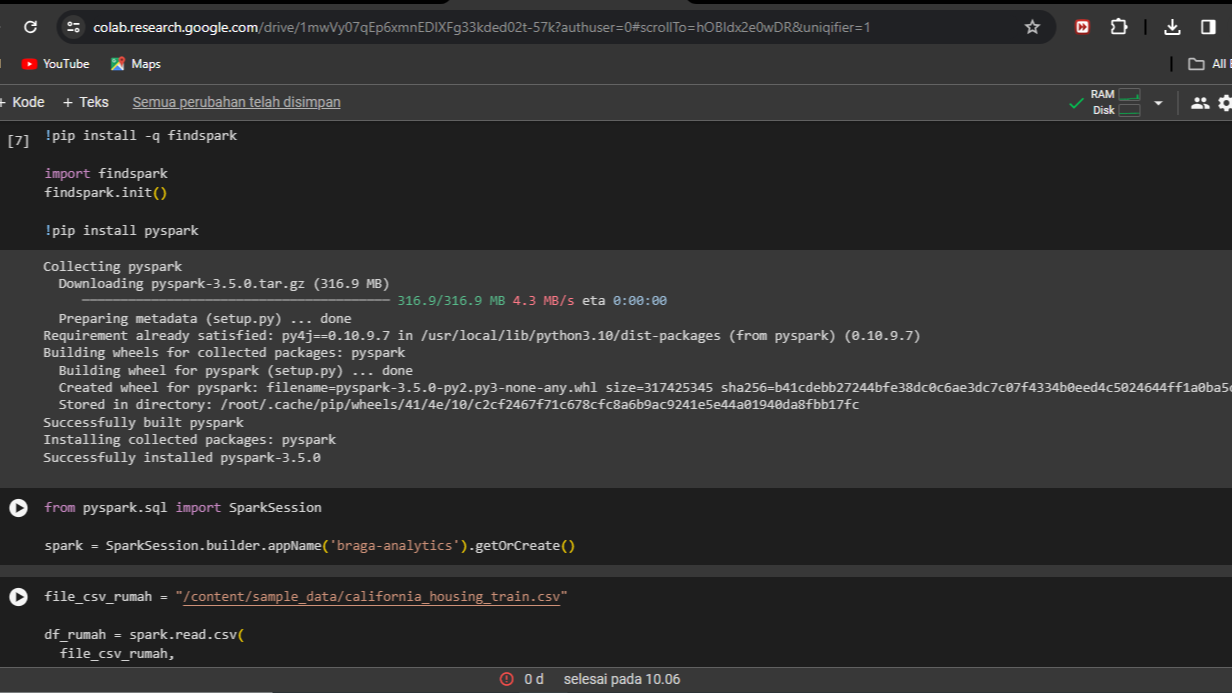 colab.research.google.com/drive/1mwVy07qEp6xmnEDlXFg33kded02t-57k?authuser=0#scrollTo=hOBldx2e0wDR&uniqifier=1
YouTube
Maps
All
+ Kode + Teks Semua perubahan telah disimpan
RAM
Disk
[7] !pip install -q findspark
import findspark
findspark.init()
!pip install pyspark
Collecting pyspark
Downloading pyspark-3.5.0.tar.gz (316.9 MB)
316.9/316.9 MB 4.3 MB/s eta 0:00:00
Preparing metadata (setup.py) ... done
Requirement already satisfied: py4j==0.10.9.7 in /usr/local/lib/python3.10/dist-packages (from pyspark) (0.10.9.7)
Building wheels for collected packages: pyspark
Building wheel for pyspark (setup.py) ... done
Created wheel for pyspark: filename=pyspark-3.5.0-py2.py3-none-any.whl size=317425345 sha256=b41cdebb27244bfe38dc0c6ae3dc7c07f4334b0eed4c5024644ff1a0ba5
Stored in directory: /root/.cache/pip/wheels/41/4e/10/c2cf2467f71c678cfc8a6b9ac9241e5e44a01940da8fbb17fc
Successfully built pyspark
Installing collected packages: pyspark
Successfully installed pyspark-3.5.0
from pyspark.sql import SparkSession
spark = SparkSession.builder.appName('braga-analytics').getOrCreate()
file_csv_rumah = "/content/sample_data/california_housing_train.csv"
df_rumah = spark.read.csv(
file_csv_rumah,
0 d selesai pada 10.06